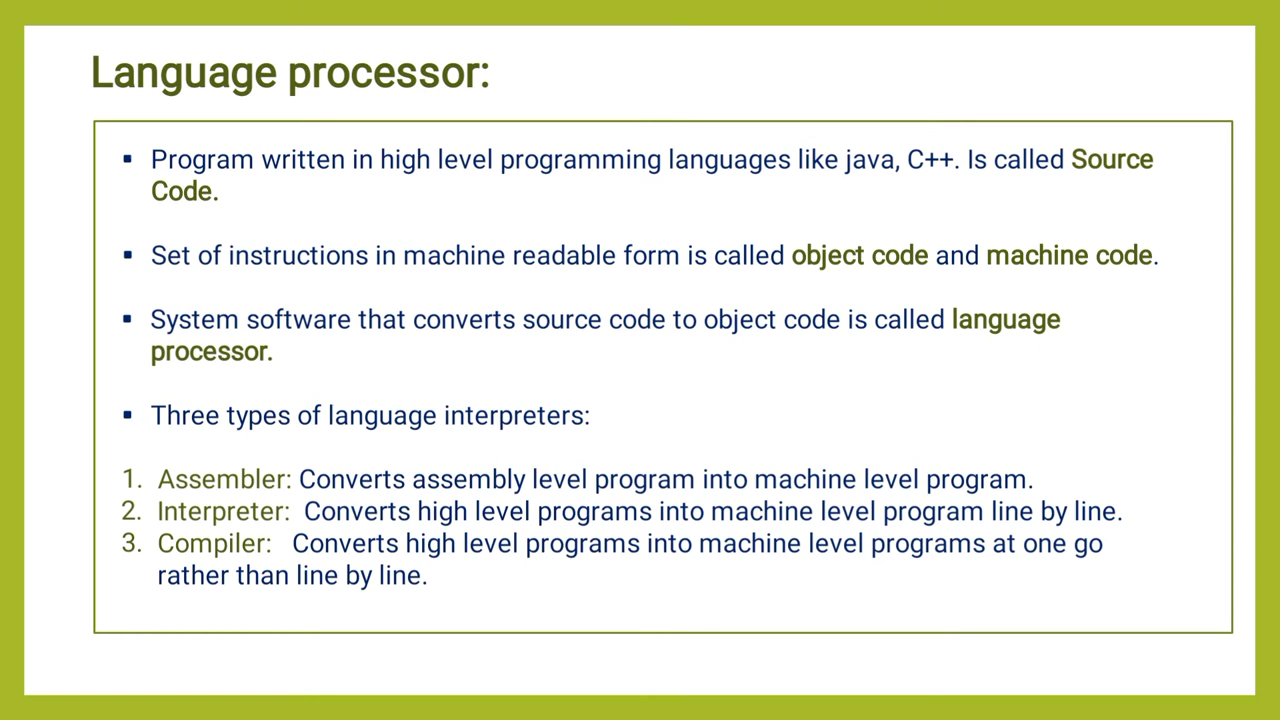 Language processor:
▪ Program written in high level programming languages like java, C++. Is called Source
Code.
▪ Set of instructions in machine readable form is called object code and machine code.
▪ System software that converts source code to object code is called language
processor.
▪ Three types of language interpreters:
1. Assembler: Converts assembly level program into machine level program.
2. Interpreter: Converts high level programs into machine level program line by line.
3. Compiler: Converts high level programs into machine level programs at one go
rather than line by line.